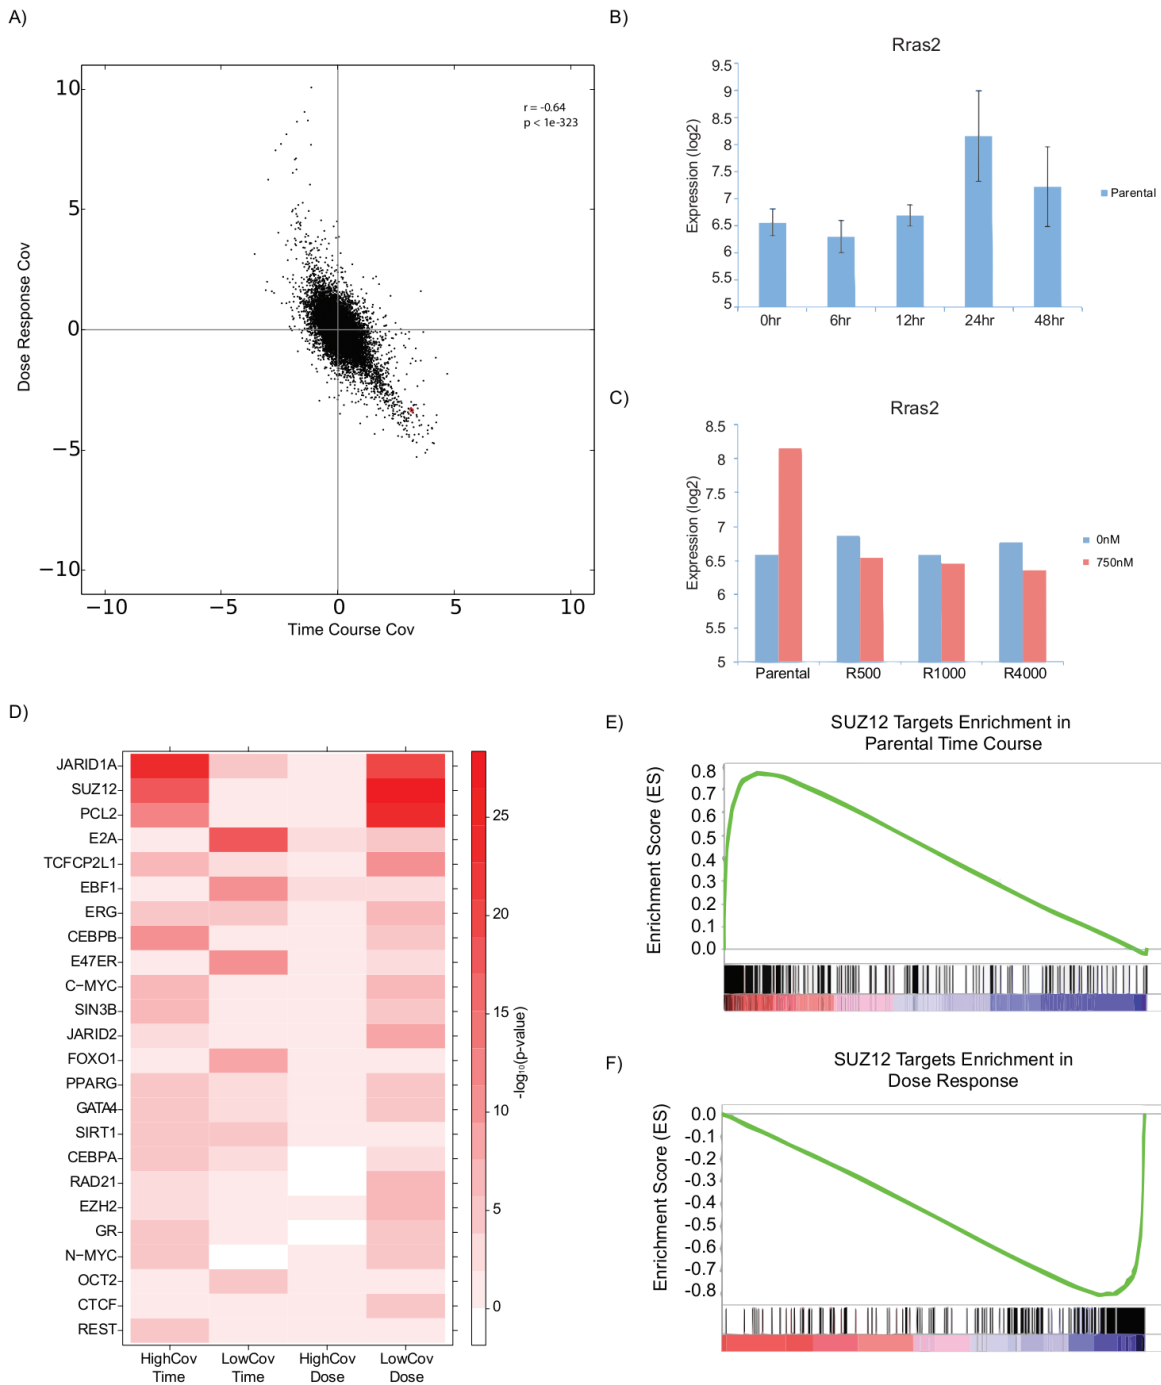 A)
10
5
0
−5
−10
−10
−5
0
5
10
r = -0.64
p < 1e-323
Dose Response Cov
Time Course Cov
B)
Rras2
9.5
9
8.5
8
7.5
7
6.5
6
5.5
5
Expression (log2)
0hr
6hr
12hr
24hr
48hr
Parental
C)
Rras2
8.5
8
7.5
7
6.5
6
5.5
5
Expression (log2)
Parental
R500
R1000
R4000
0nM
750nM
D)
JARID1A
SUZ12
PCL2
E2A
TCFCP2L1
EBF1
ERG
CEBPB
E47ER
C−MYC
SIN3B
JARID2
FOXO1
PPARG
GATA4
SIRT1
CEBPA
RAD21
EZH2
GR
N−MYC
OCT2
CTCF
REST
HighCov
Time
LowCov
Time
HighCov
Dose
LowCov
Dose
25
20
15
10
5
0
-log₁₀(p-value)
E)
SUZ12 Targets Enrichment in
Parental Time Course
0.8
0.7
0.6
0.5
0.4
0.3
0.2
0.1
0.0
Enrichment Score (ES)
F)
SUZ12 Targets Enrichment in
Dose Response
0.0
-0.1
-0.2
-0.3
-0.4
-0.5
-0.6
-0.7
-0.8
Enrichment Score (ES)